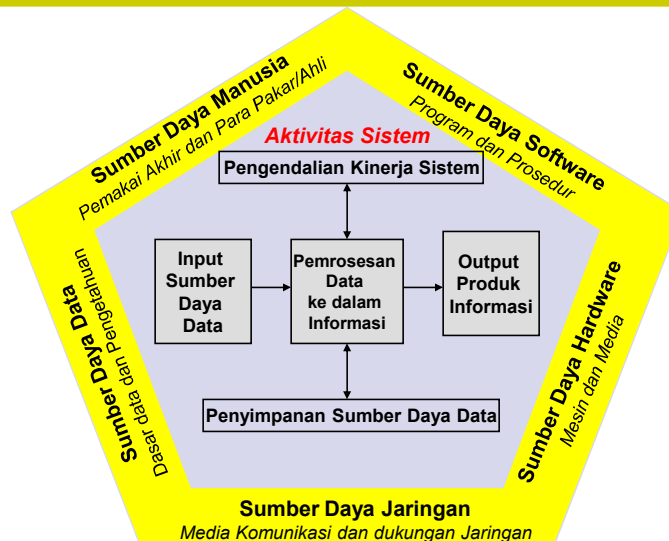 Sumber Daya Manusia
Pemakai Akhir dan Para Pakar/Ahli
Sumber Daya Software
Program dan Prosedur
Aktivitas Sistem
Pengendalian Kinerja Sistem
Input
Sumber
Daya
Data
Pemrosesan
Data
ke dalam
Informasi
Output
Produk
Informasi
Penyimpanan Sumber Daya Data
Sumber Daya Data
Dasar data dan Pengetahuan
Sumber Daya Hardware
Mesin dan Media
Sumber Daya Jaringan
Media Komunikasi dan dukungan Jaringan